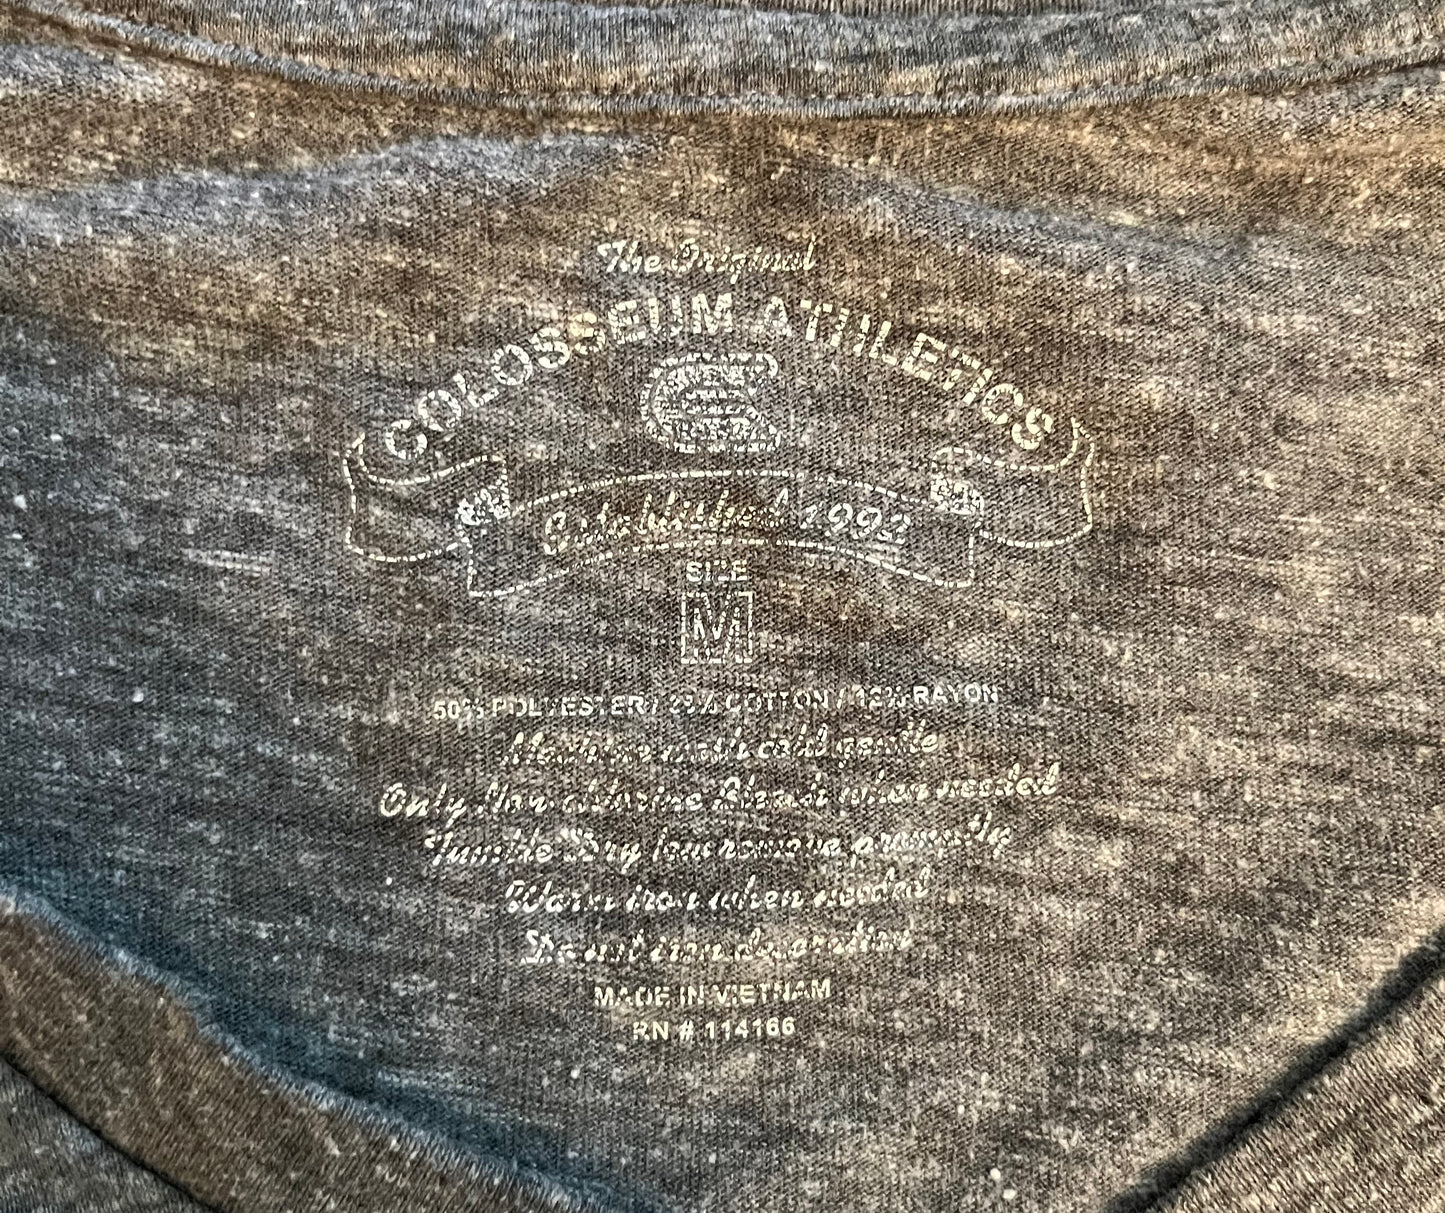 The Original
COLOSSEUM ATHLETICS
Established 1992
SIZE
M
50% POLYESTER / COTTON / 12% RAYON
Machine wash cold gentle
Only Non-Chlorine Bleach when needed
Tumble Dry low remove promptly
Warm iron when needed
Do not iron decoration
MADE IN VIETNAM
RN # 114166